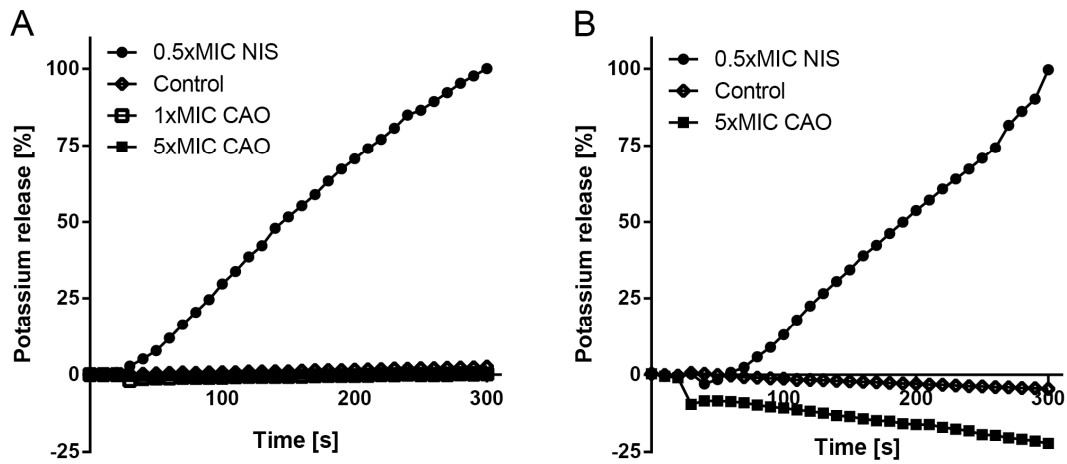 A
0.5xMIC NIS
Control
1xMIC CAO
5xMIC CAO
Potassium release [%]
100
75
50
25
0
-25
100
200
300
Time [s]
B
0.5xMIC NIS
Control
5xMIC CAO
Potassium release [%]
100
75
50
25
0
-25
100
200
300
Time [s]